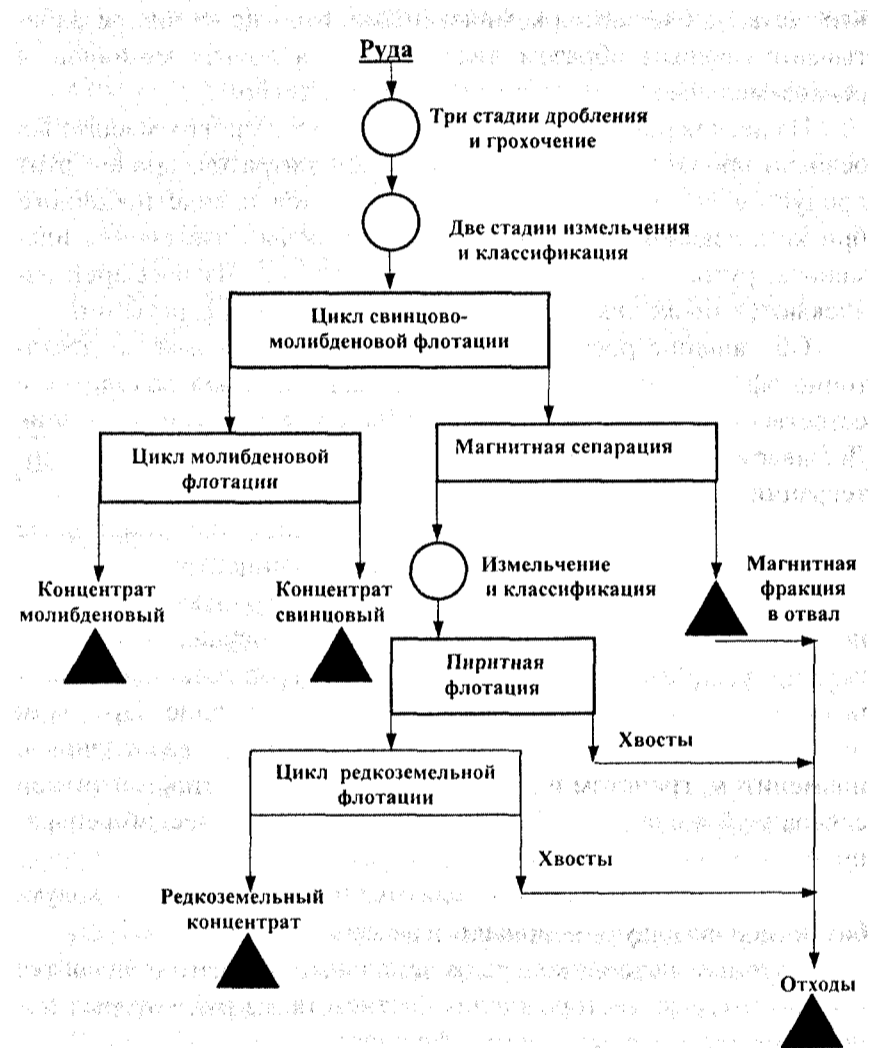 Руда
Три стадии дробления
и грохочение
Две стадии измельчения
и классификация
Цикл свинцово-
молибденовой флотации
Цикл молибденовой
флотации
Магнитная сепарация
Концентрат
молибденовый
Концентрат
свинцовый
Измельчение
и классификация
Магнитная
фракция
в отвал
Пиритная
флотация
Хвосты
Цикл редкоземельной
флотации
Хвосты
Редкоземельный
концентрат
Отходы